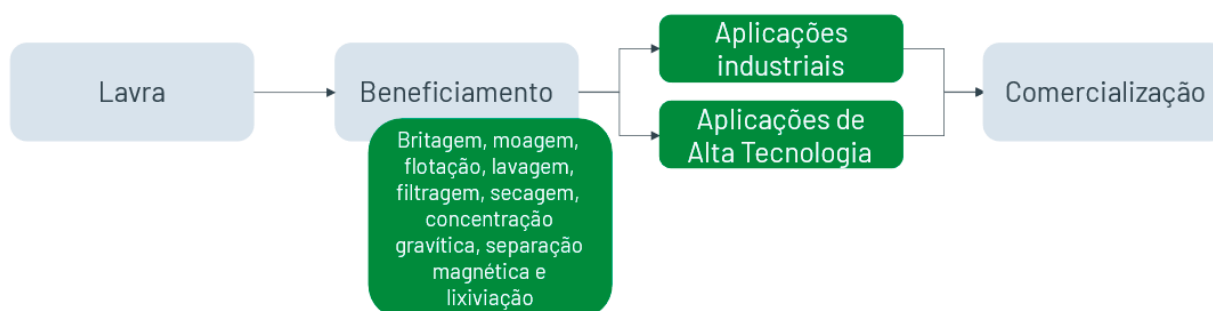 Lavra
Beneficiamento
Britagem, moagem,
flotação, lavagem,
filtragem, secagem,
concentração
gravítica, separação
magnética e
lixiviação
Aplicações
industriais
Aplicações de
Alta Tecnologia
Comercialização